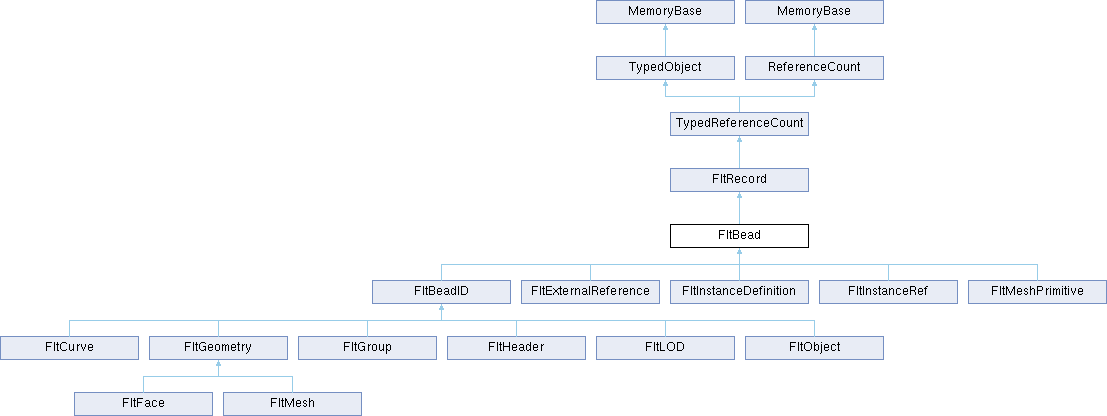 MemoryBase
MemoryBase
TypedObject
ReferenceCount
TypedReferenceCount
FltRecord
FltBead
FltBeadID
FltExternalReference
FltInstanceDefinition
FltInstanceRef
FltMeshPrimitive
FltCurve
FltGeometry
FltGroup
FltHeader
FltLOD
FltObject
FltFace
FltMesh